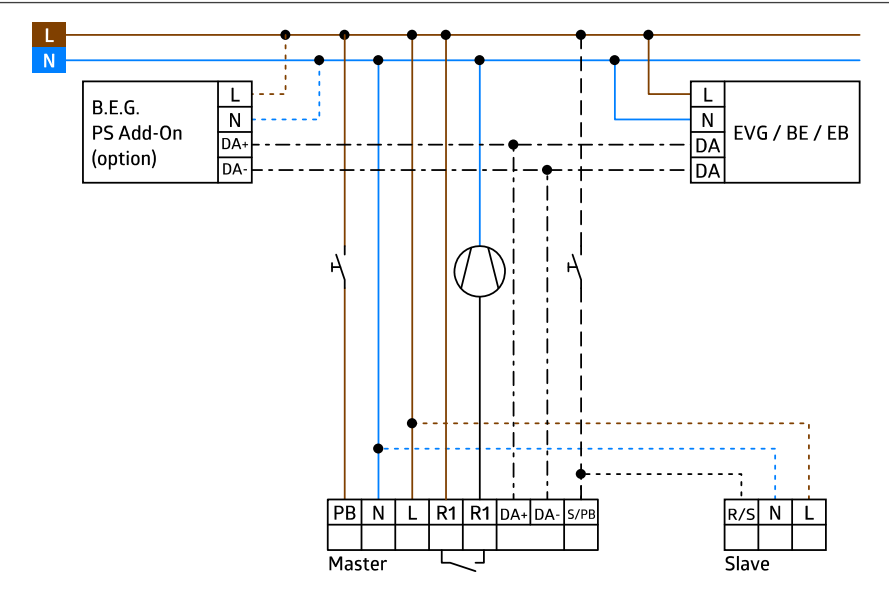 L
N
B.E.G.
PS Add-On
(option)
L
N
DA+
DA-
L
N
DA
DA
EVG / BE / EB
PB N L R1 R1 DA+ DA- S/PB
Master
R/S N L
Slave